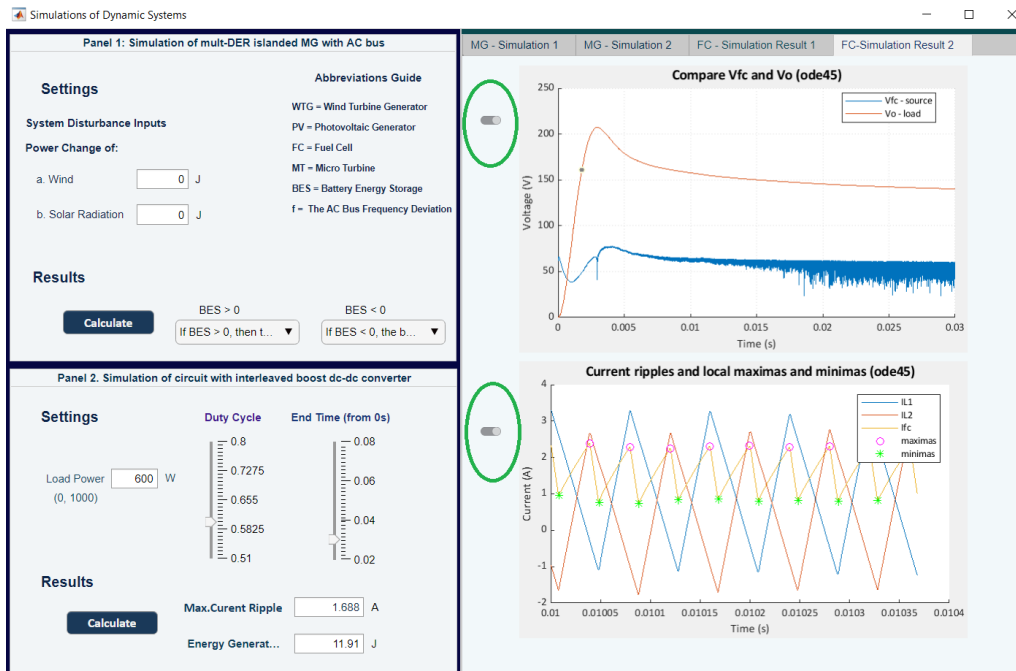 Simulations of Dynamic Systems
Panel 1: Simulation of mult-DER islanded MG with AC bus
Settings
System Disturbance Inputs
Power Change of:
a. Wind 0 J
b. Solar Radiation 0 J
Abbreviations Guide
WTG = Wind Turbine Generator
PV = Photovoltaic Generator
FC = Fuel Cell
MT = Micro Turbine
BES = Battery Energy Storage
f = The AC Bus Frequency Deviation
Results
Calculate
BES > 0
If BES > 0, then t...
BES < 0
If BES < 0, the b...
Panel 2. Simulation of circuit with interleaved boost dc-dc converter
Settings
Load Power 600 W
(0, 1000)
Duty Cycle
0.8
0.7275
0.655
0.5825
0.51
End Time (from 0s)
0.08
0.06
0.04
0.02
Results
Calculate
Max.Curent Ripple 1.688 A
Energy Generat... 11.91 J
MG - Simulation 1
MG - Simulation 2
FC - Simulation Result 1
FC-Simulation Result 2
Compare Vfc and Vo (ode45)
Vfc - source
Vo - load
Voltage (V)
250
200
150
100
50
0
0 0.005 0.01 0.015 0.02 0.025 0.03
Time (s)
Current ripples and local maximas and minimas (ode45)
IL1
IL2
Ifc
maximas
minimas
Current (A)
4
3
2
1
0
-1
-2
0.01 0.01005 0.0101 0.01015 0.0102 0.01025 0.0103 0.01035 0.0104
Time (s)